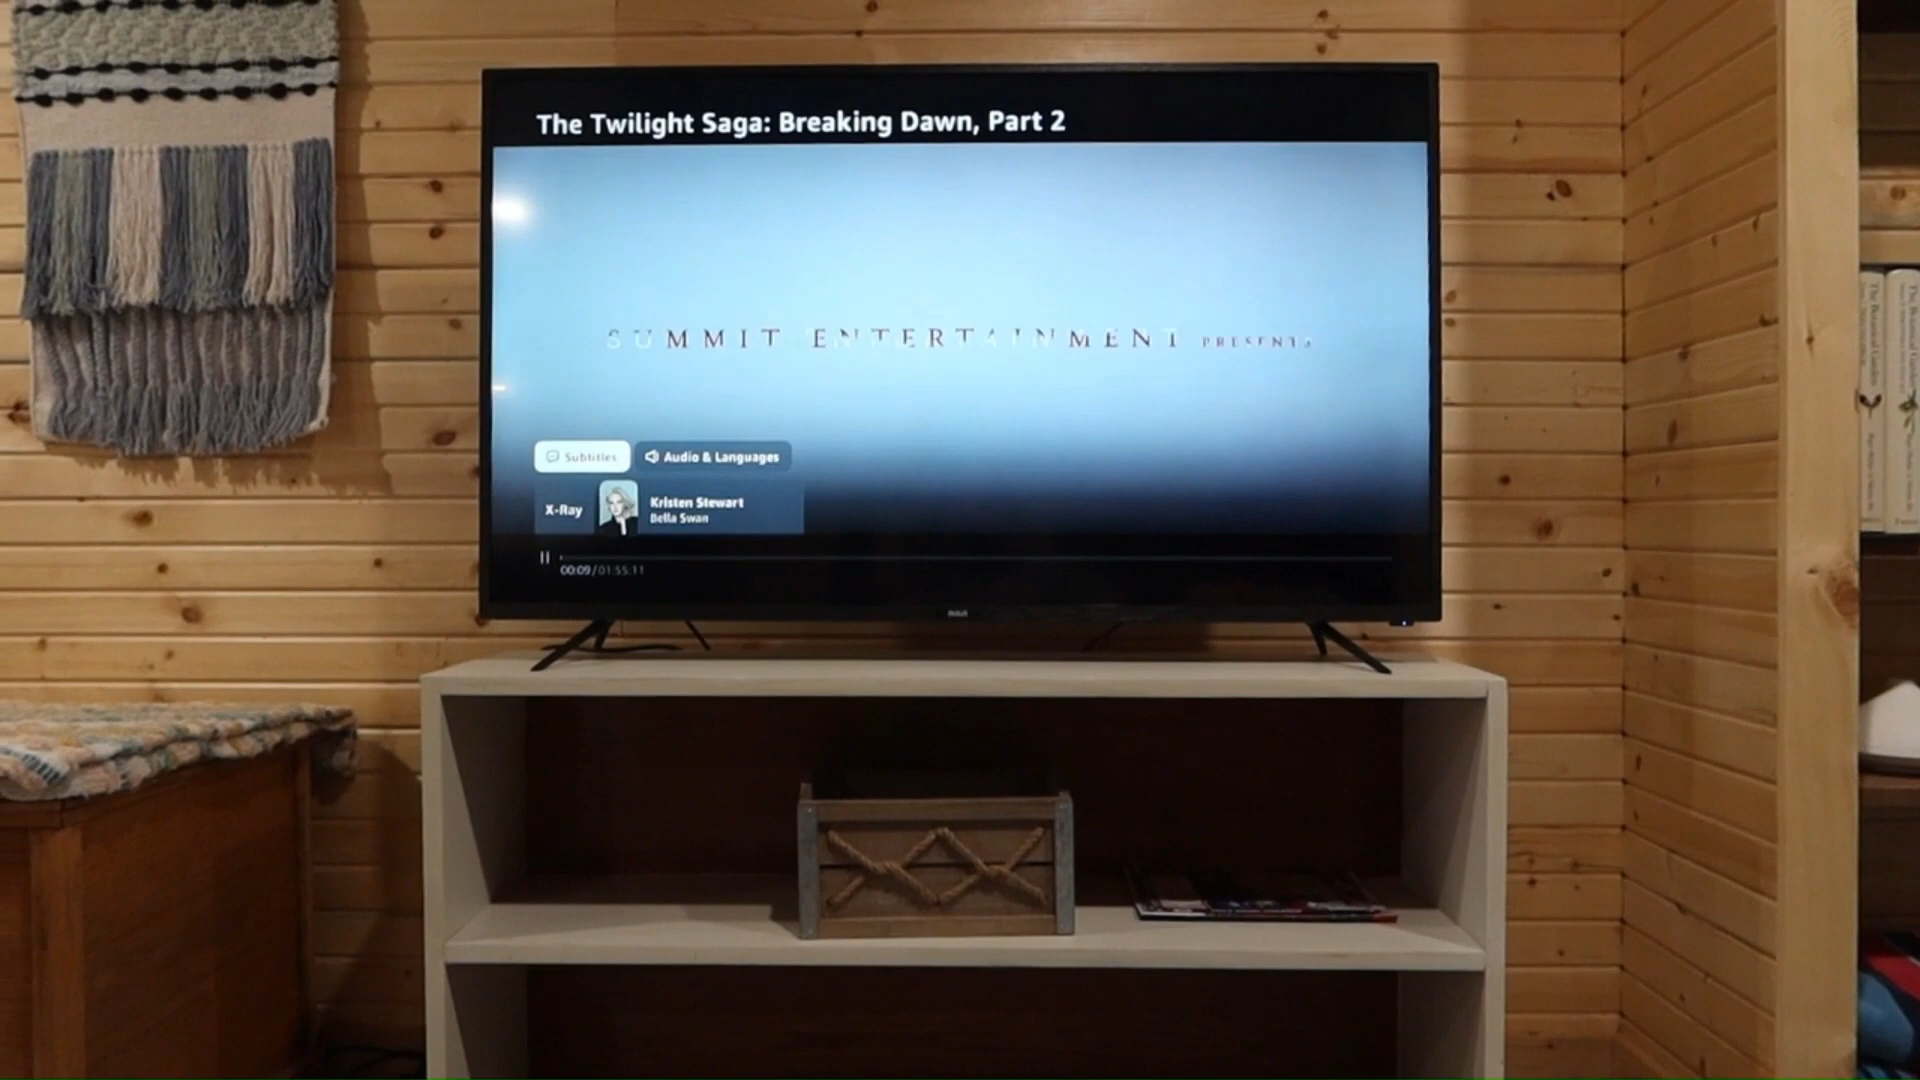 The Twilight Saga: Breaking Dawn, Part 2
SUMMIT ENTERTAINMENT PRESENTS
Subtitles
Audio & Languages
X-Ray
Kristen Stewart
Bella Swan
00:09/01:55:11
RCA